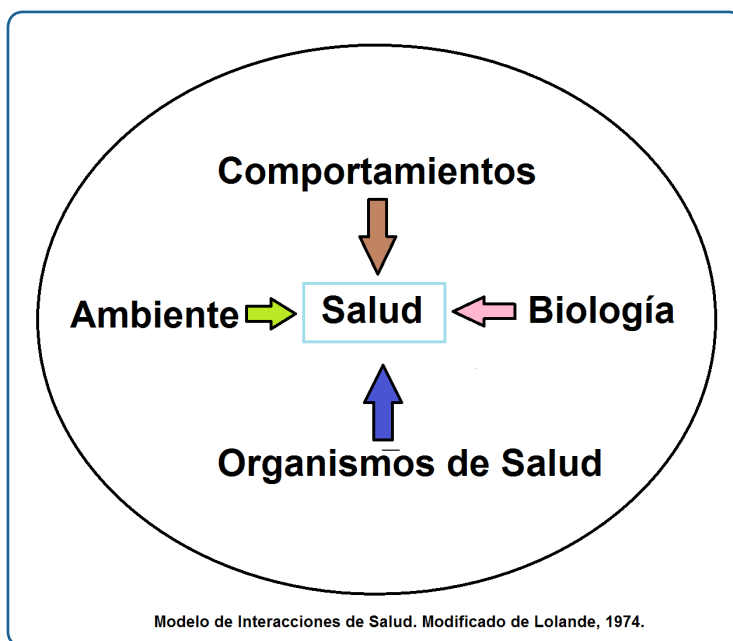 Comportamientos
Ambiente Salud Biología
Organismos de Salud
Modelo de Interacciones de Salud. Modificado de Lolande, 1974.